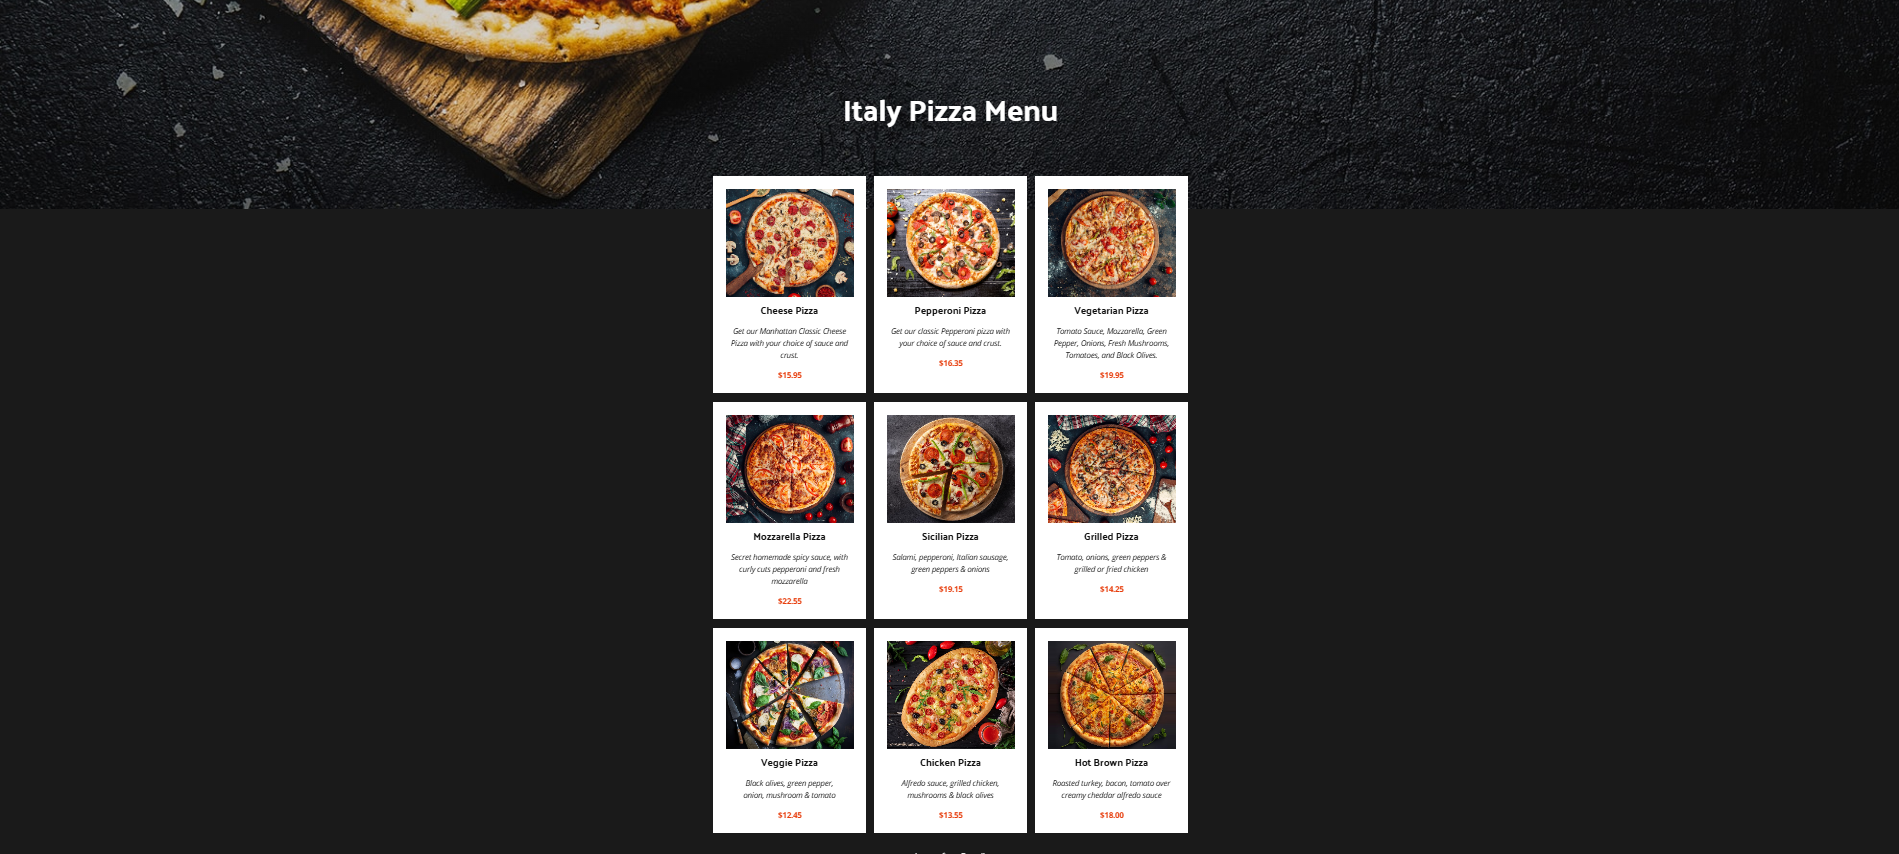 Italy Pizza Menu
Cheese Pizza
Get our Manhattan Classic Cheese
Pizza with your choice of sauce and
crust.
$15.95
Pepperoni Pizza
Get our classic Pepperoni pizza with
your choice of sauce and crust.
$16.35
Vegetarian Pizza
Tomato Sauce, Mozzarella, Green
Pepper, Onions, Fresh Mushrooms,
Tomatoes, and Black Olives.
$19.95
Mozzarella Pizza
Secret homemade spicy sauce, with
curly cuts pepperoni and fresh
mozzarella
$22.55
Sicilian Pizza
Salami, pepperoni, Italian sausage,
green peppers & onions
$19.15
Grilled Pizza
Tomato, onions, green peppers &
grilled or fried chicken
$14.25
Veggie Pizza
Black olives, green pepper,
onion, mushroom & tomato
$12.45
Chicken Pizza
Alfredo sauce, grilled chicken,
mushrooms & black olives
$13.55
Hot Brown Pizza
Roasted turkey, bacon, tomato over
creamy cheddar alfredo sauce
$18.00